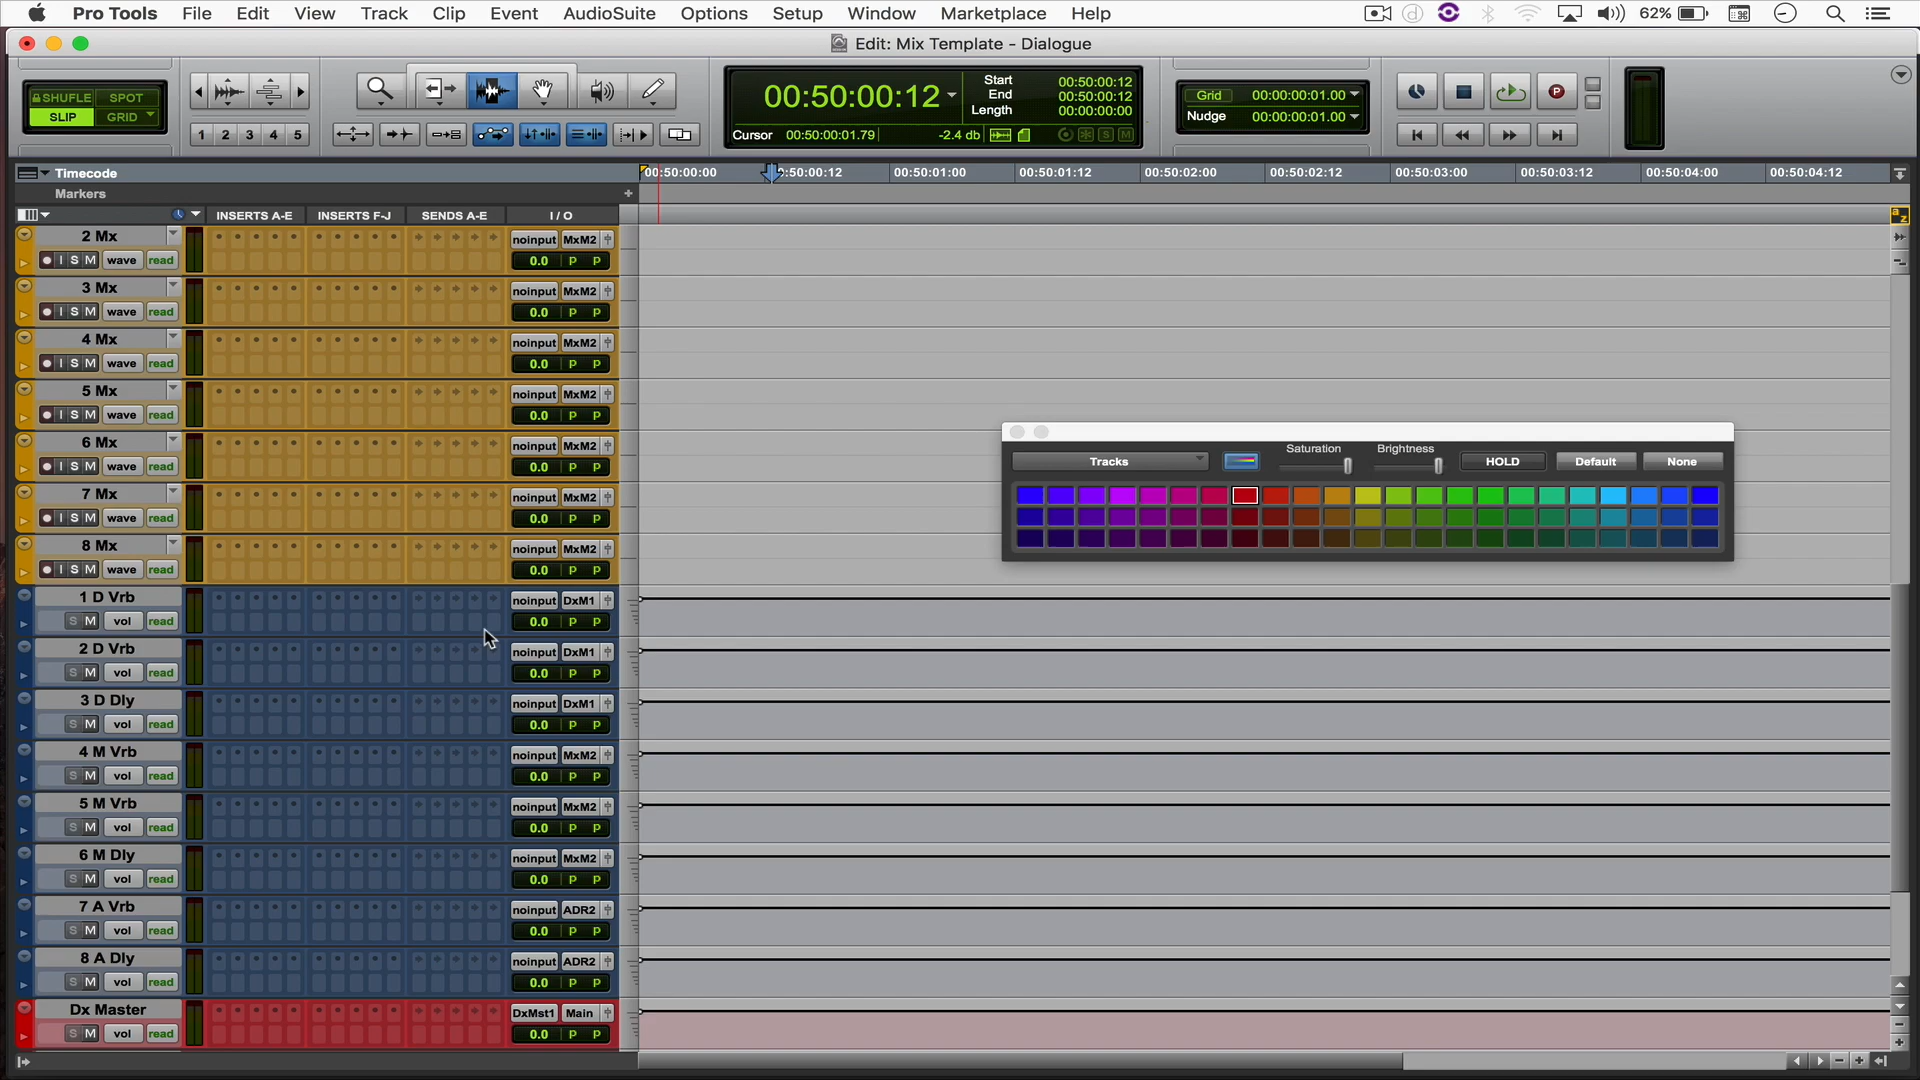 Pro Tools File Edit View Track Clip Event AudioSuite Options Setup Window Marketplace Help 62%
Edit: Mix Template - Dialogue
SHUFFLE SPOT
SLIP GRID
1 2 3 4 5
00:50:00:12
Start 00:50:00:12
End 00:50:00:12
Length 00:00:00:00
Cursor 00:50:00:01.79 -2.4 db
Grid 00:00:00:01.00
Nudge 00:00:00:01.00
Timecode 00:50:00:00 0:50:00:12 00:50:01:00 00:50:01:12 00:50:02:00 00:50:02:12 00:50:03:00 00:50:03:12 00:50:04:00 00:50:04:12
Markers
INSERTS A-E INSERTS F-J SENDS A-E I / O
2 Mx noinput MxM2
I S M wave read 0.0 P P
3 Mx noinput MxM2
I S M wave read 0.0 P P
4 Mx noinput MxM2
I S M wave read 0.0 P P
5 Mx noinput MxM2
I S M wave read 0.0 P P
6 Mx noinput MxM2
I S M wave read 0.0 P P
7 Mx noinput MxM2
I S M wave read 0.0 P P
8 Mx noinput MxM2
I S M wave read 0.0 P P
1 D Vrb noinput DxM1
S M vol read 0.0 P P
2 D Vrb noinput DxM1
S M vol read 0.0 P P
3 D Dly noinput DxM1
S M vol read 0.0 P P
4 M Vrb noinput MxM2
S M vol read 0.0 P P
5 M Vrb noinput MxM2
S M vol read 0.0 P P
6 M Dly noinput MxM2
S M vol read 0.0 P P
7 A Vrb noinput ADR2
S M vol read 0.0 P P
8 A Dly noinput ADR2
S M vol read 0.0 P P
Dx Master DxMst1 Main
S M vol read 0.0 P P
Saturation Brightness
Tracks HOLD Default None